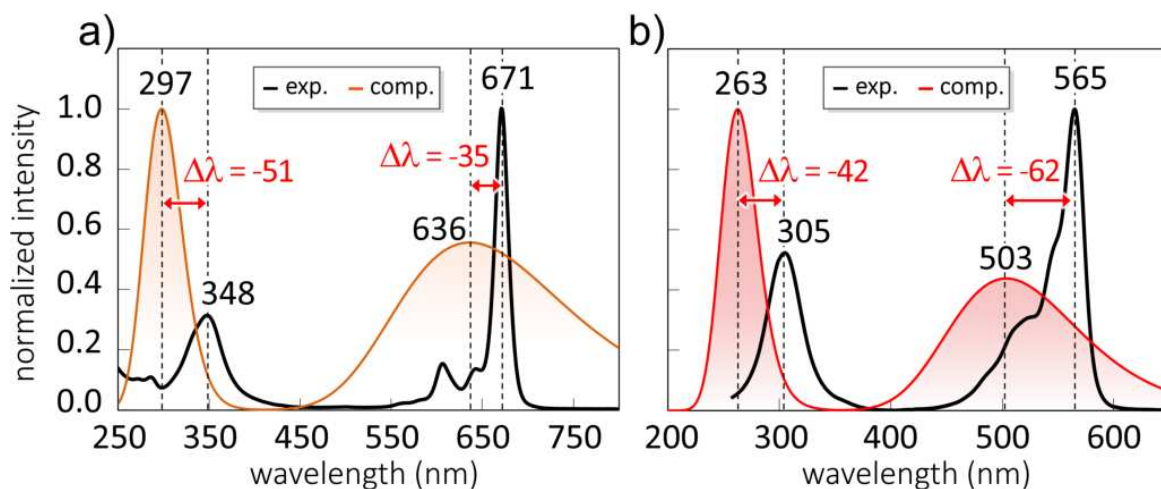 a)
297
671
exp. comp.
1.0
0.8
0.6
0.4
0.2
0.0
normalized intensity
Δλ = -51
Δλ = -35
636
348
250 350 450 550 650 750
wavelength (nm)
b)
263
565
exp. comp.
Δλ = -42
Δλ = -62
305
503
200 300 400 500 600
wavelength (nm)